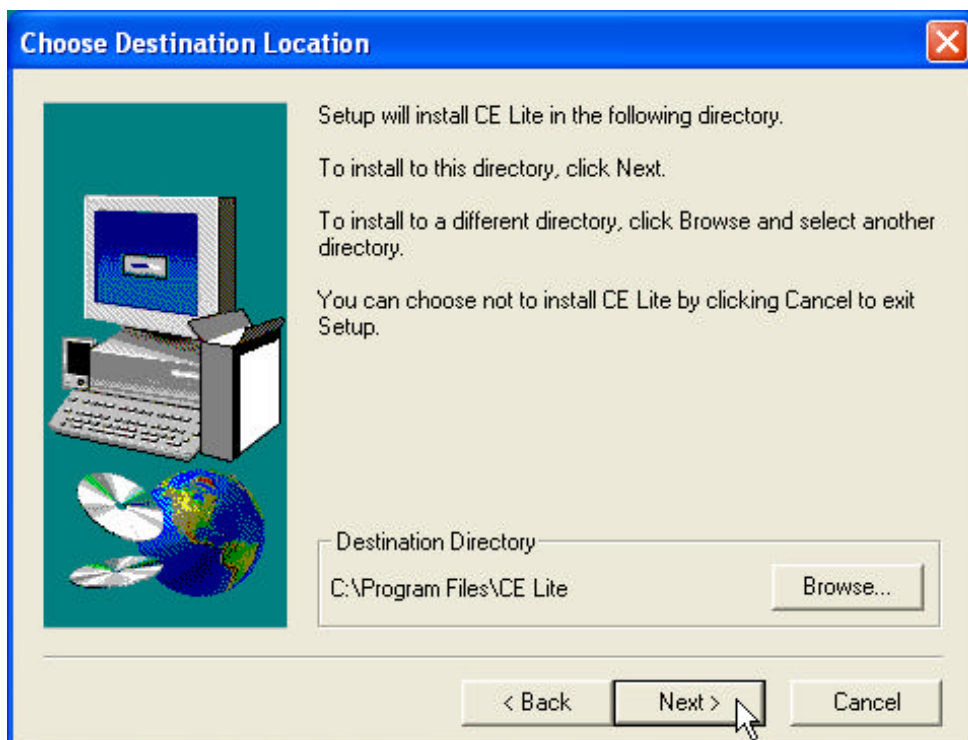 Choose Destination Location
Setup will install CE Lite in the following directory.
To install to this directory, click Next.
To install to a different directory, click Browse and select another
directory.
You can choose not to install CE Lite by clicking Cancel to exit
Setup.
Destination Directory
C:\Program Files\CE Lite
Browse...
< Back
Next >
Cancel